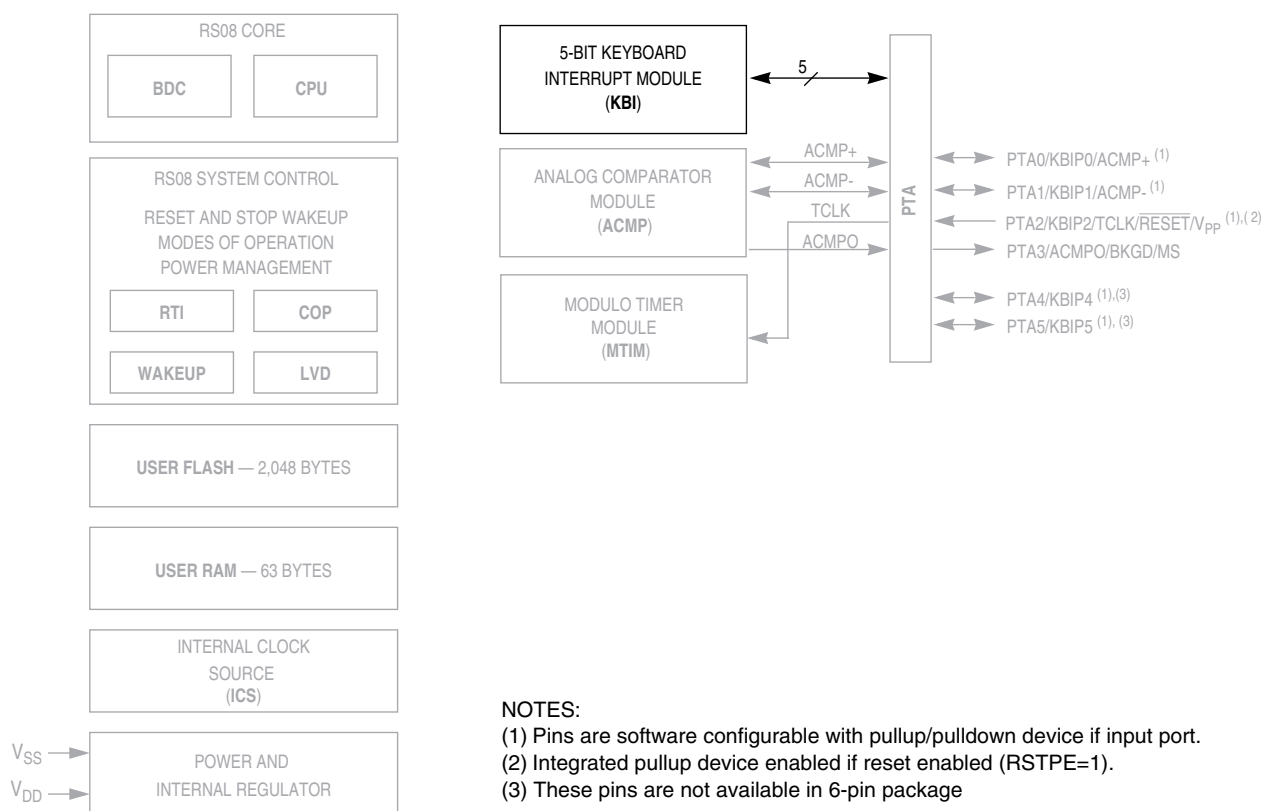 RS08 CORE
BDC
CPU
RS08 SYSTEM CONTROL
RESET AND STOP WAKEUP
MODES OF OPERATION
POWER MANAGEMENT
RTI
COP
WAKEUP
LVD
USER FLASH — 2,048 BYTES
USER RAM — 63 BYTES
INTERNAL CLOCK
SOURCE
(ICS)
VSS
VDD
POWER AND
INTERNAL REGULATOR
5-BIT KEYBOARD
INTERRUPT MODULE
(KBI)
5
ANALOG COMPARATOR
MODULE
(ACMP)
ACMP+
ACMP-
TCLK
ACMPO
MODULO TIMER
MODULE
(MTIM)
PTA
PTA0/KBIP0/ACMP+ (1)
PTA1/KBIP1/ACMP- (1)
PTA2/KBIP2/TCLK/RESET/VPP (1),( 2)
PTA3/ACMPO/BKGD/MS
PTA4/KBIP4 (1),(3)
PTA5/KBIP5 (1), (3)
NOTES:
(1) Pins are software configurable with pullup/pulldown device if input port.
(2) Integrated pullup device enabled if reset enabled (RSTPE=1).
(3) These pins are not available in 6-pin package